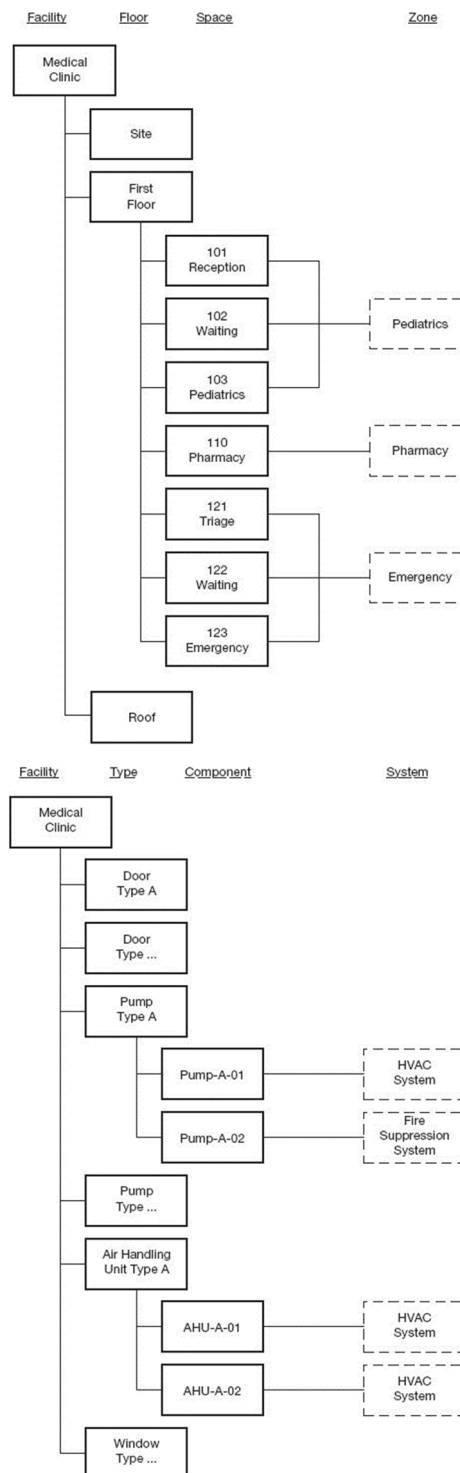 Facility Floor Space Zone
Medical
Clinic
Site
First
Floor
101
Reception
102
Waiting
Pediatrics
103
Pediatrics
110
Pharmacy
Pharmacy
121
Triage
122
Waiting
Emergency
123
Emergency
Roof
Facility Type Component System
Medical
Clinic
Door
Type A
Door
Type ...
Pump
Type A
Pump-A-01
HVAC
System
Pump-A-02
Fire
Suppression
System
Pump
Type ...
Air Handling
Unit Type A
AHU-A-01
HVAC
System
AHU-A-02
HVAC
System
Window
Type ...